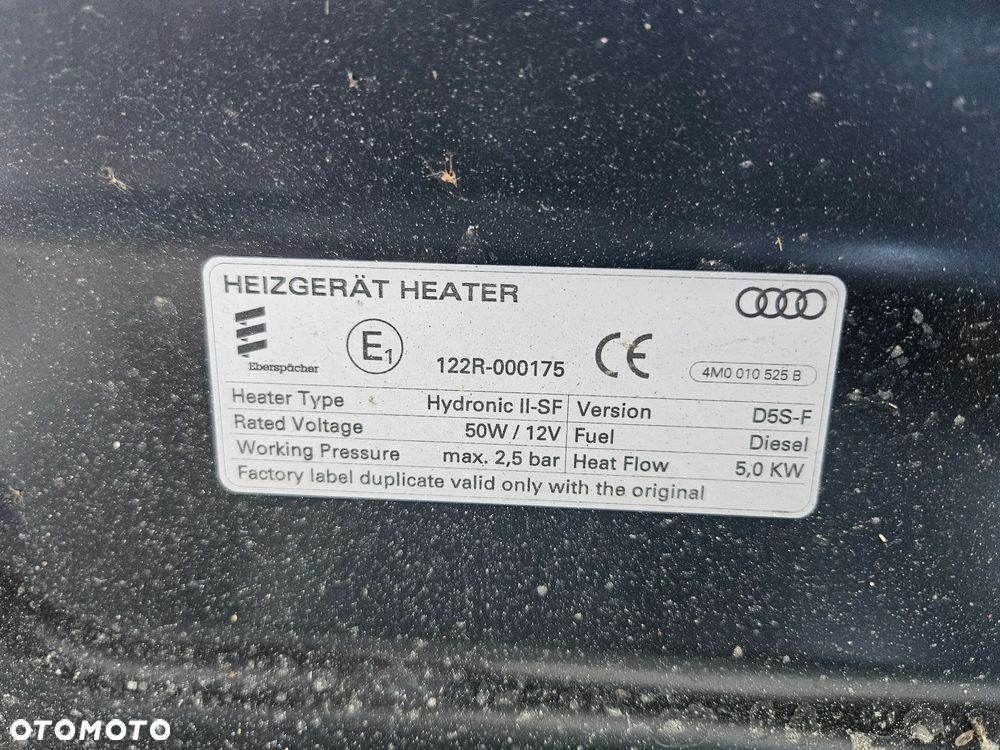 HEIZGERÄT HEATER
Eberspächer
E1
122R-000175
CE
4M0 010 525 B
Heater Type Hydronic II-SF Version D5S-F
Rated Voltage 50W / 12V Fuel Diesel
Working Pressure max. 2,5 bar Heat Flow 5,0 KW
Factory label duplicate valid only with the original
OTOMOTO